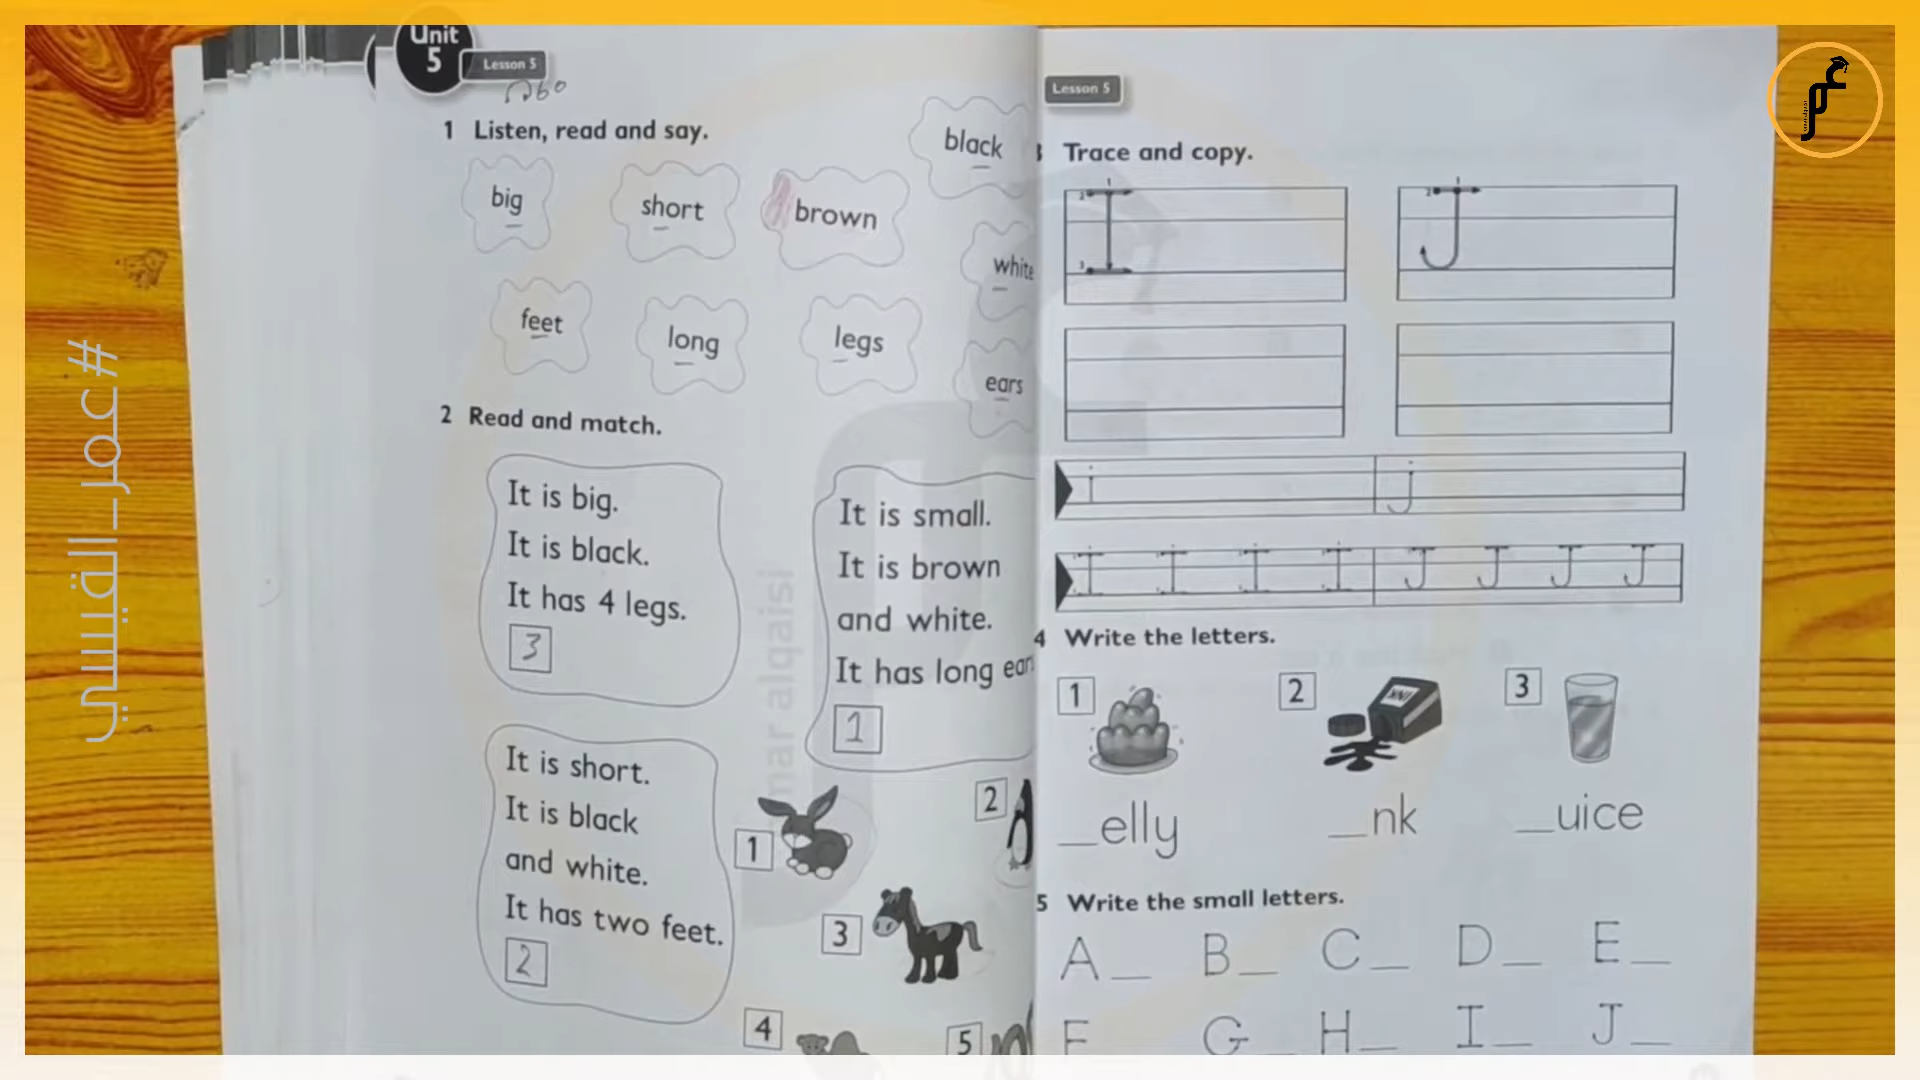 Unit
5
Lesson 5
1 Listen, read and say.
big
short
brown
black
white
feet
long
legs
ears
2 Read and match.
It is big.
It is black.
It has 4 legs.
3
It is small.
It is brown
and white.
It has long ear
1
It is short.
It is black
and white.
It has two feet.
2
1
2
3
4
5
Lesson 5
Trace and copy.
I
J
i j
I I I I J J J J
4 Write the letters.
1
2
INK
3
_elly
_nk
_uice
5 Write the small letters.
A_ B_ C_ D_ E_
F G_ H_ I_ J_
#عمر_القيسي
mar alqaisi